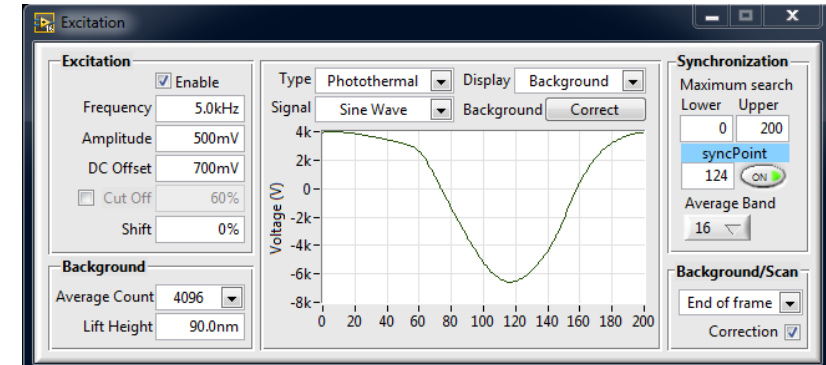 Excitation
Excitation
Enable
Frequency 5.0kHz
Amplitude 500mV
DC Offset 700mV
Cut Off 60%
Shift 0%
Background
Average Count 4096
Lift Height 90.0nm
Type Photothermal Display Background
Signal Sine Wave Background Correct
Voltage (V)
4k
2k
0
-2k
-4k
-6k
-8k
0 20 40 60 80 100 120 140 160 180 200
Synchronization
Maximum search
Lower Upper
0 200
syncPoint
124 ON
Average Band
16
Background/Scan
End of frame
Correction